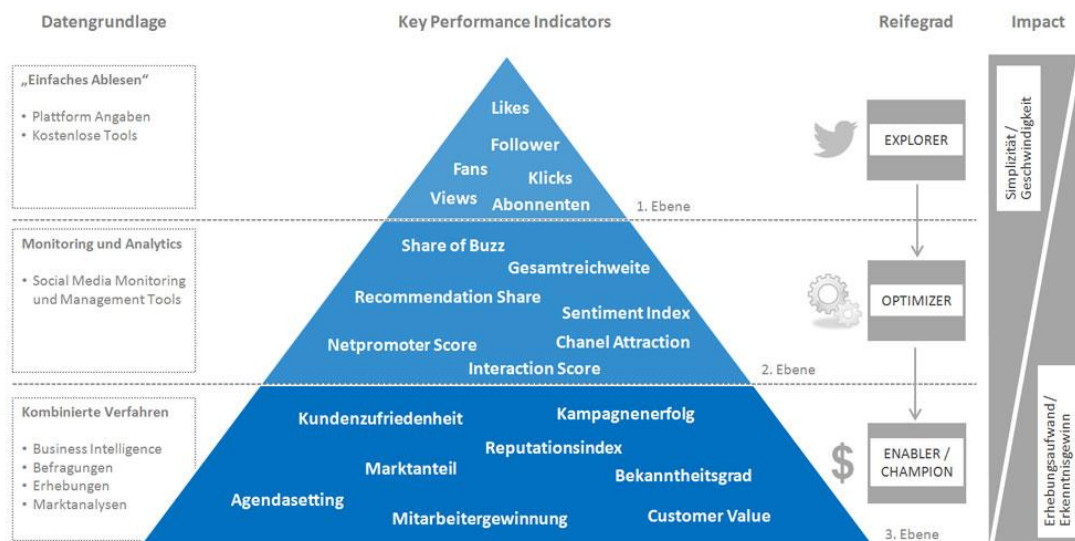 Datengrundlage
Key Performance Indicators
Reifegrad
Impact
„Einfaches Ablesen“
• Plattform Angaben
• Kostenlose Tools
Likes
Follower
Fans
Klicks
Views
Abonnenten
1. Ebene
EXPLORER
Simplizität /
Geschwindigkeit
Monitoring und Analytics
• Social Media Monitoring
und Management Tools
Share of Buzz
Gesamtreichweite
Recommendation Share
Sentiment Index
Netpromoter Score
Chanel Attraction
Interaction Score
2. Ebene
OPTIMIZER
Kombinierte Verfahren
• Business Intelligence
• Befragungen
• Erhebungen
• Marktanalysen
Kundenzufriedenheit
Kampagnenerfolg
Reputationsindex
Marktanteil
Bekanntheitsgrad
Agendasetting
Mitarbeitergewinnung
Customer Value
3. Ebene
$
ENABLER /
CHAMPION
Erhebungsaufwand /
Erkenntnisgewinn